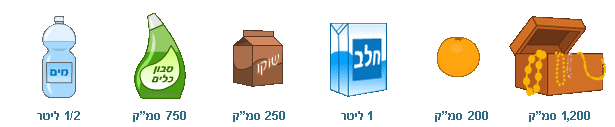 מים
סבון
כלים
שוקו
חלב
1/2 ליטר
750 סמ"ק
250 סמ"ק
1 ליטר
200 סמ"ק
1,200 סמ"ק